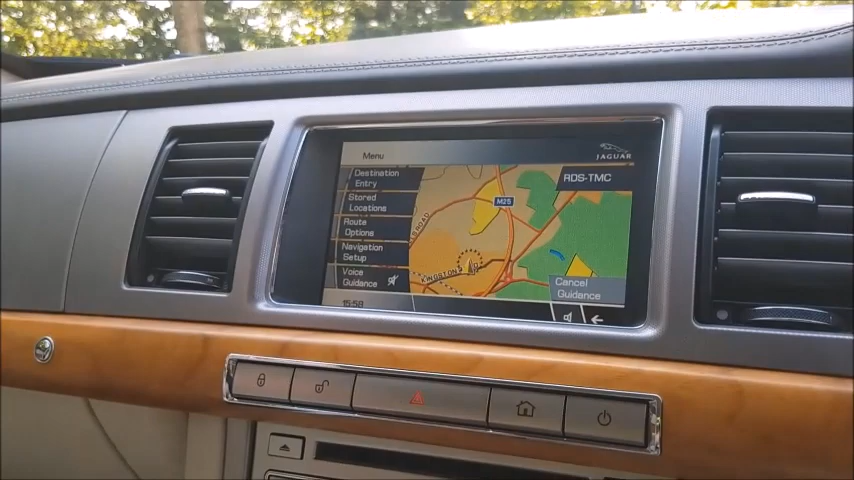 Menu
JAGUAR
Destination
Entry
RDS-TMC
Stored
Locations
M25
Route
Options
Navigation
Setup
KINGSTON
Voice
Guidance
Cancel
Guidance
15:58